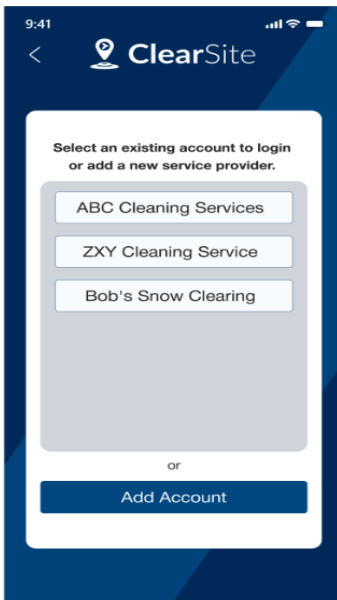 9:41
ClearSite
Select an existing account to login
or add a new service provider.
ABC Cleaning Services
ZXY Cleaning Service
Bob's Snow Clearing
or
Add Account